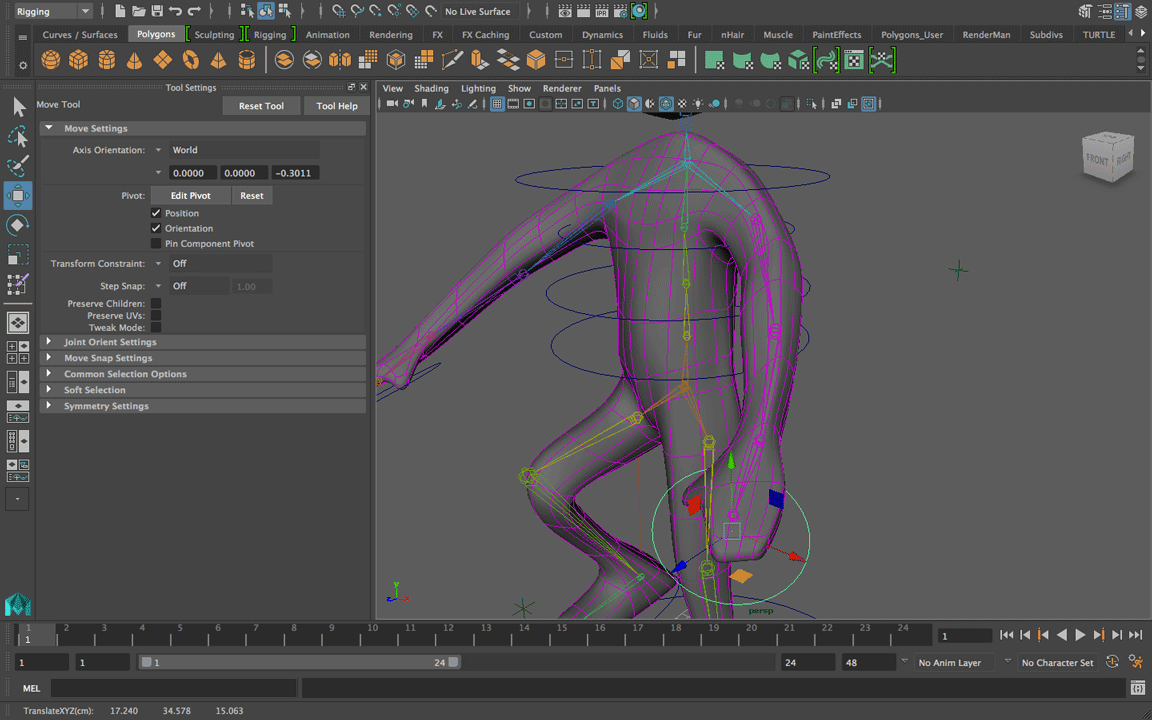 Rigging
No Live Surface
IPR
Curves / Surfaces Polygons Sculpting Rigging Animation Rendering FX FX Caching Custom Dynamics Fluids Fur nHair Muscle PaintEffects Polygons_User RenderMan Subdivs TURTLE
Tool Settings
Move Tool Reset Tool Tool Help
View Shading Lighting Show Renderer Panels
Move Settings
Axis Orientation: World
0.0000 0.0000 −0.3011
Pivot: Edit Pivot Reset
Position
Orientation
Pin Component Pivot
Transform Constraint: Off
Step Snap: Off 1.00
Preserve Children:
Preserve UVs:
Tweak Mode:
Joint Orient Settings
Move Snap Settings
Common Selection Options
Soft Selection
Symmetry Settings
FRONT RIGHT
persp
1 2 3 4 5 6 7 8 9 10 11 12 13 14 15 16 17 18 19 20 21 22 23 24
1 1
1 1 1 24 24 48 No Anim Layer No Character Set
MEL
TranslateXYZ(cm): 17.240 34.578 15.063